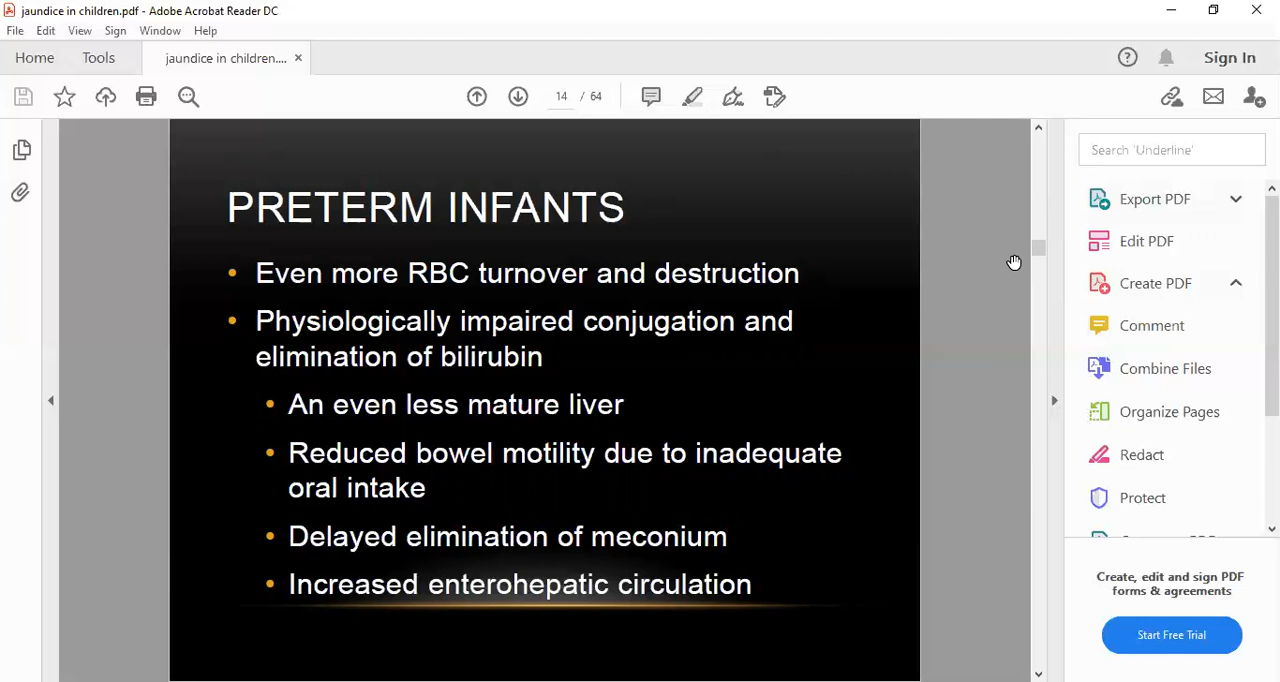 jaundice in children.pdf - Adobe Acrobat Reader DC
File Edit View Sign Window Help
Home Tools jaundice in children.... × Sign In
14 / 64
Search 'Underline'
PRETERM INFANTS
• Even more RBC turnover and destruction
• Physiologically impaired conjugation and
elimination of bilirubin
• An even less mature liver
• Reduced bowel motility due to inadequate
oral intake
• Delayed elimination of meconium
• Increased enterohepatic circulation
Export PDF
Edit PDF
Create PDF
Comment
Combine Files
Organize Pages
Redact
Protect
Create, edit and sign PDF
forms & agreements
Start Free Trial